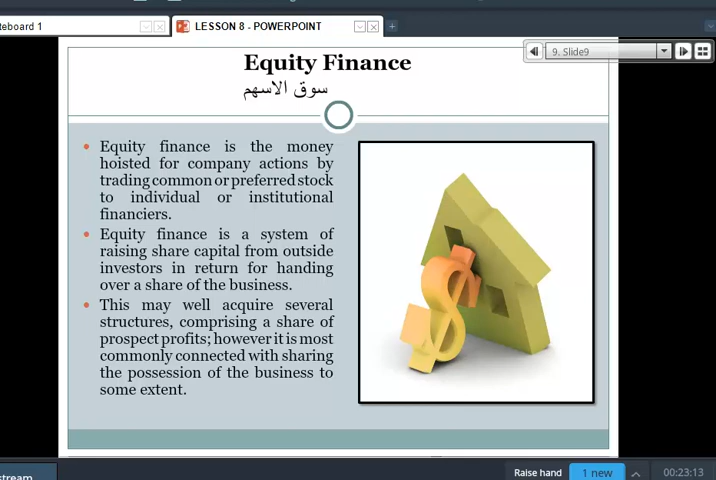 teboard 1
LESSON 8 - POWERPOINT
9. Slide9
Equity Finance
سوق الاسهم
Equity finance is the money
hoisted for company actions by
trading common or preferred stock
to individual or institutional
financiers.
Equity finance is a system of
raising share capital from outside
investors in return for handing
over a share of the business.
This may well acquire several
structures, comprising a share of
prospect profits; however it is most
commonly connected with sharing
the possession of the business to
some extent.
tream
Raise hand
1 new
00:23:13